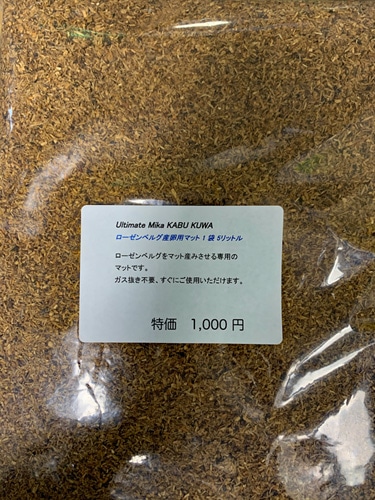 Ultimate Mika KABU KUWA
ローゼンベルグ産卵用マット１袋 5リットル
ローゼンベルグをマット産みさせる専用の
マットです。
ガス抜き不要、すぐにご使用いただけます。
特価　1,000 円